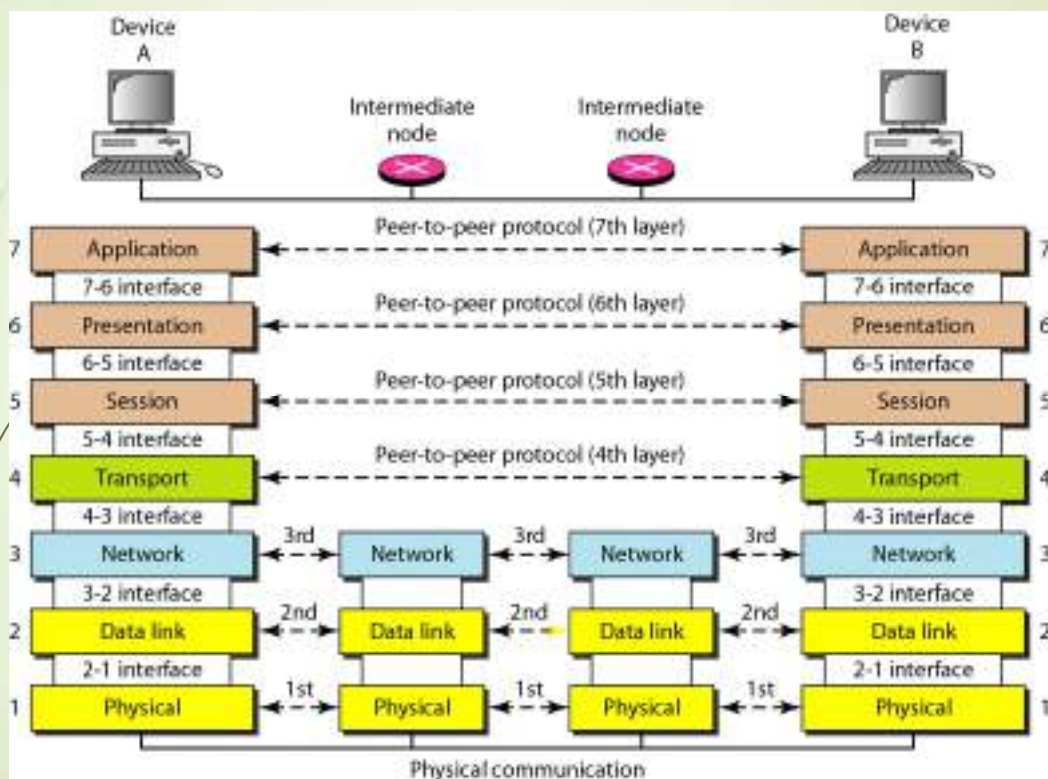 Device
A
Device
B
Intermediate
node
Intermediate
node
Peer-to-peer protocol (7th layer)
7 Application Application 7
7-6 interface 7-6 interface
Peer-to-peer protocol (6th layer)
6 Presentation Presentation 6
6-5 interface 6-5 interface
Peer-to-peer protocol (5th layer)
5 Session Session 5
5-4 interface 5-4 interface
Peer-to-peer protocol (4th layer)
4 Transport Transport 4
4-3 interface 4-3 interface
3rd 3rd 3rd
3 Network Network Network Network 3
3-2 interface 3-2 interface
2nd 2nd 2nd
2 Data link Data link Data link Data link 2
2-1 interface 2-1 interface
1st 1st 1st
1 Physical Physical Physical Physical 1
Physical communication